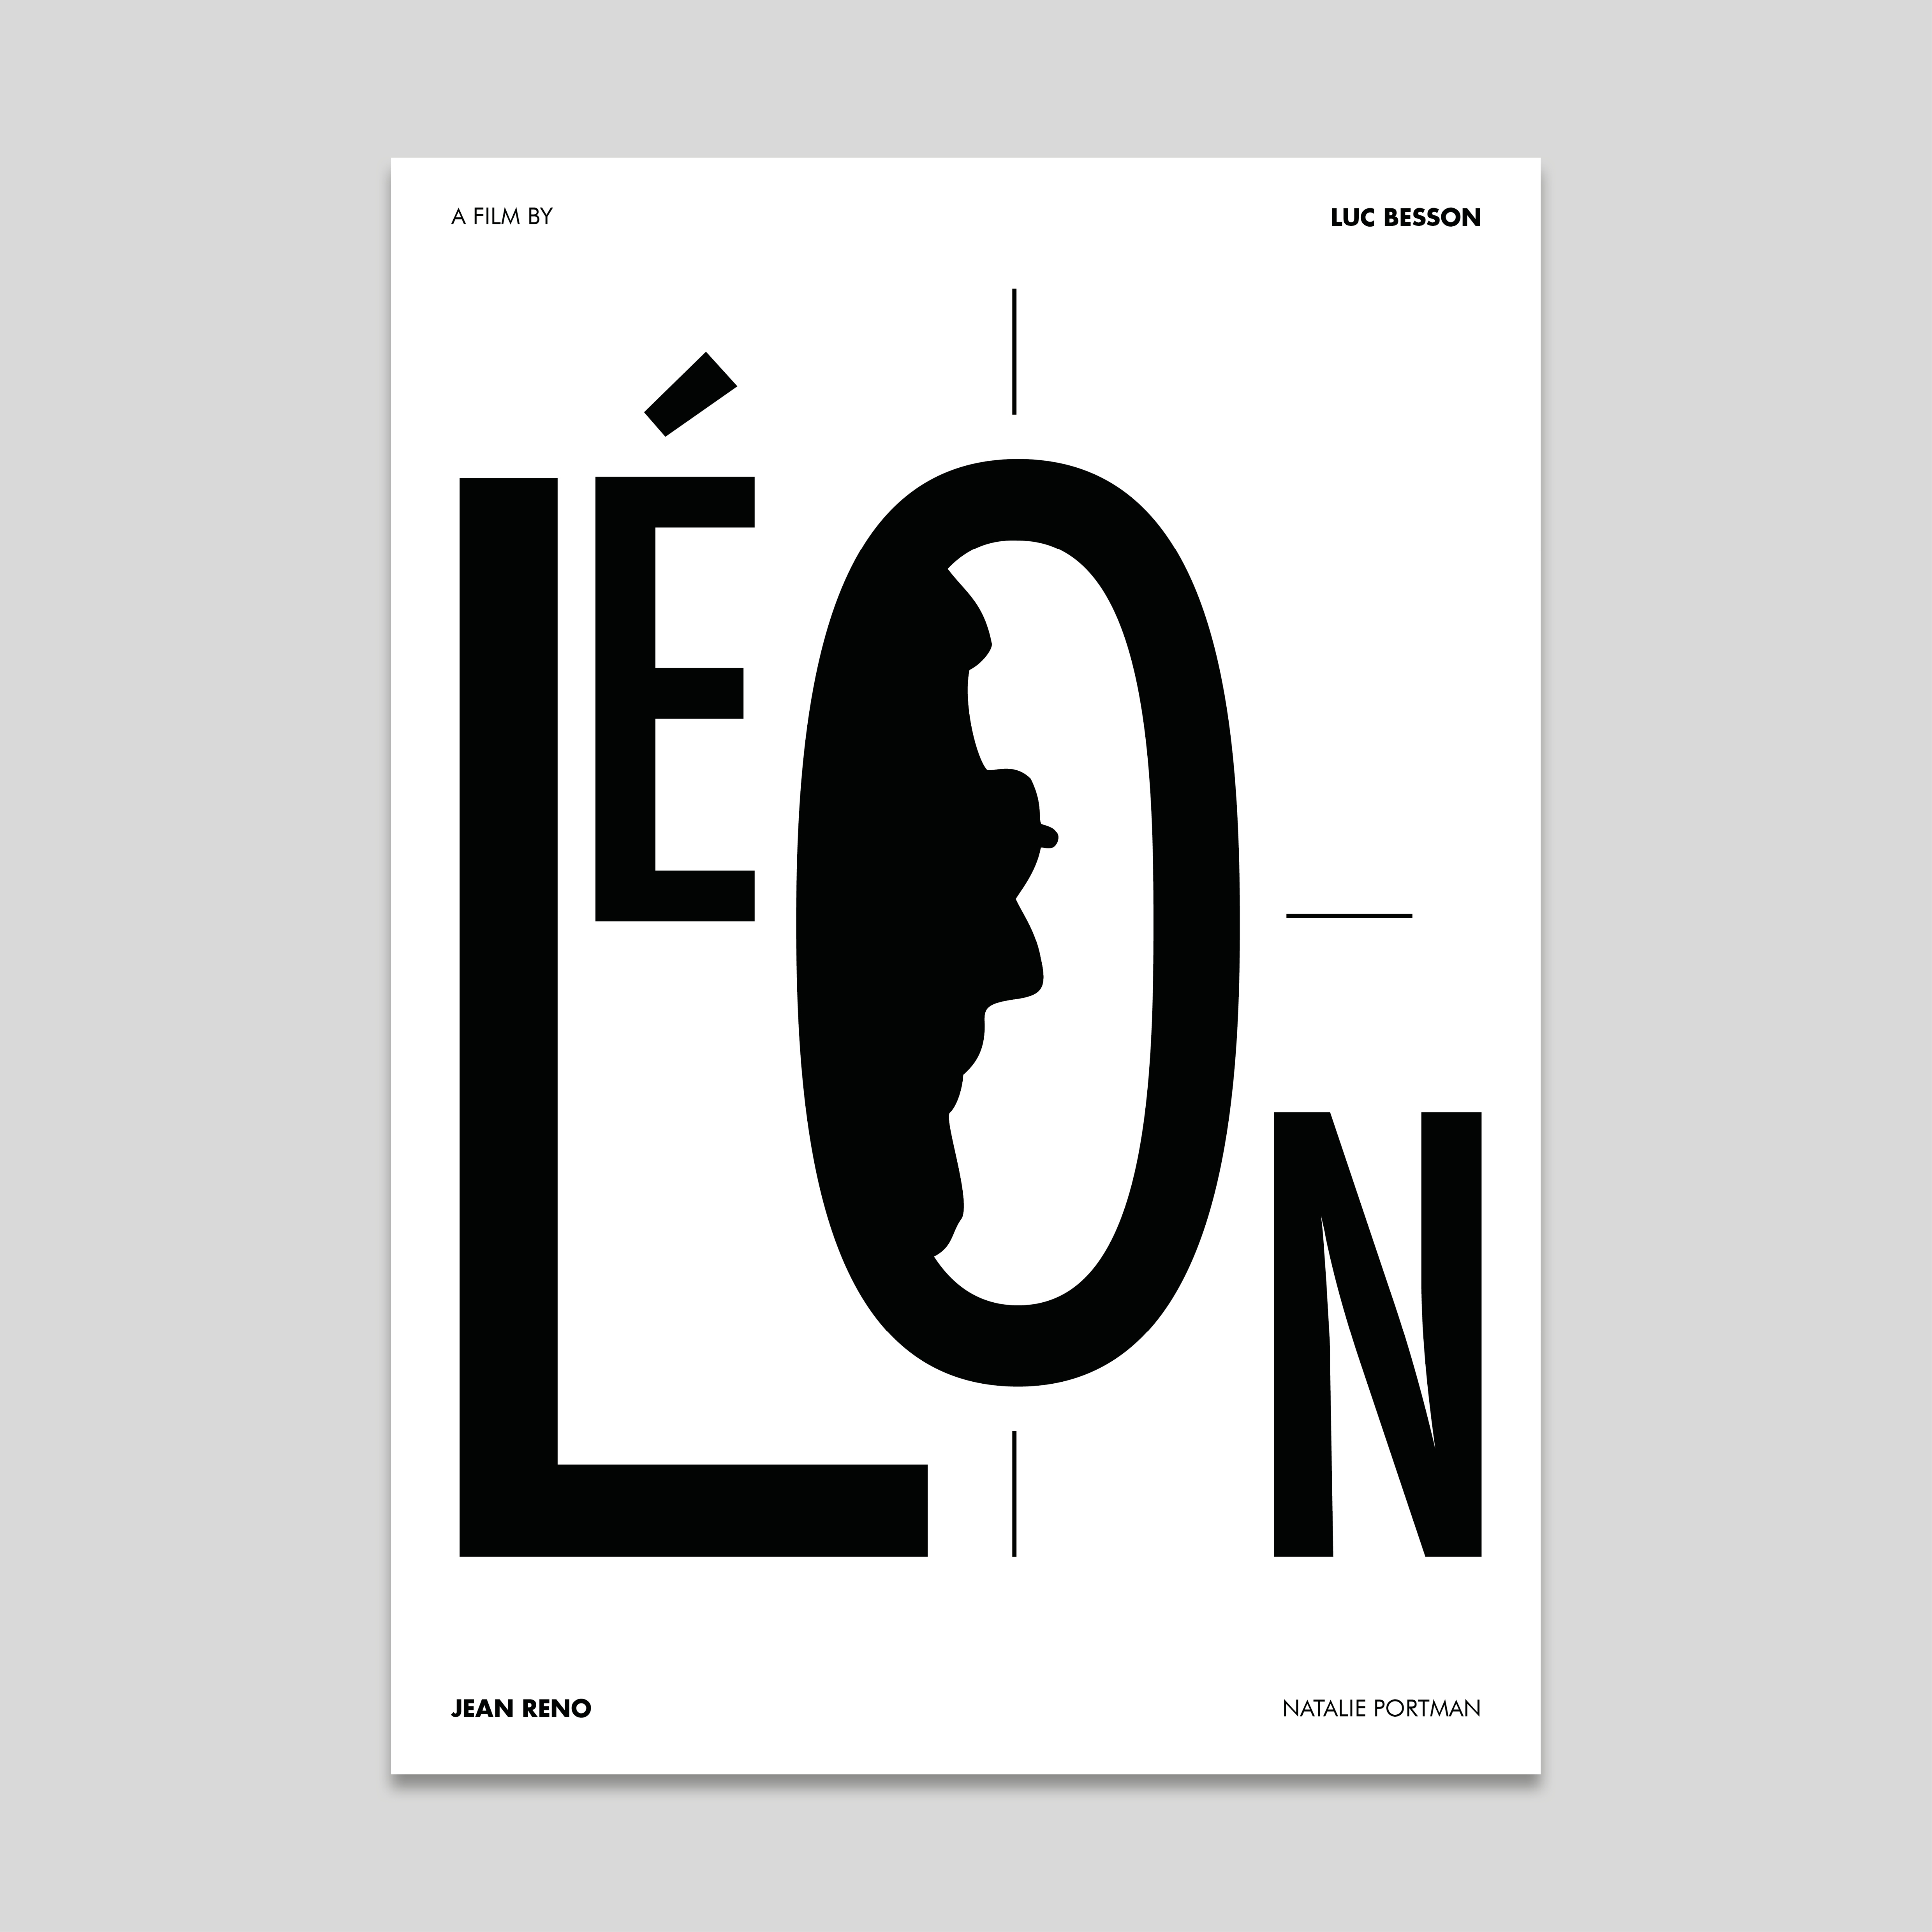 A FILM BY
LUC BESSON
LÉON
JEAN RENO
NATALIE PORTMAN